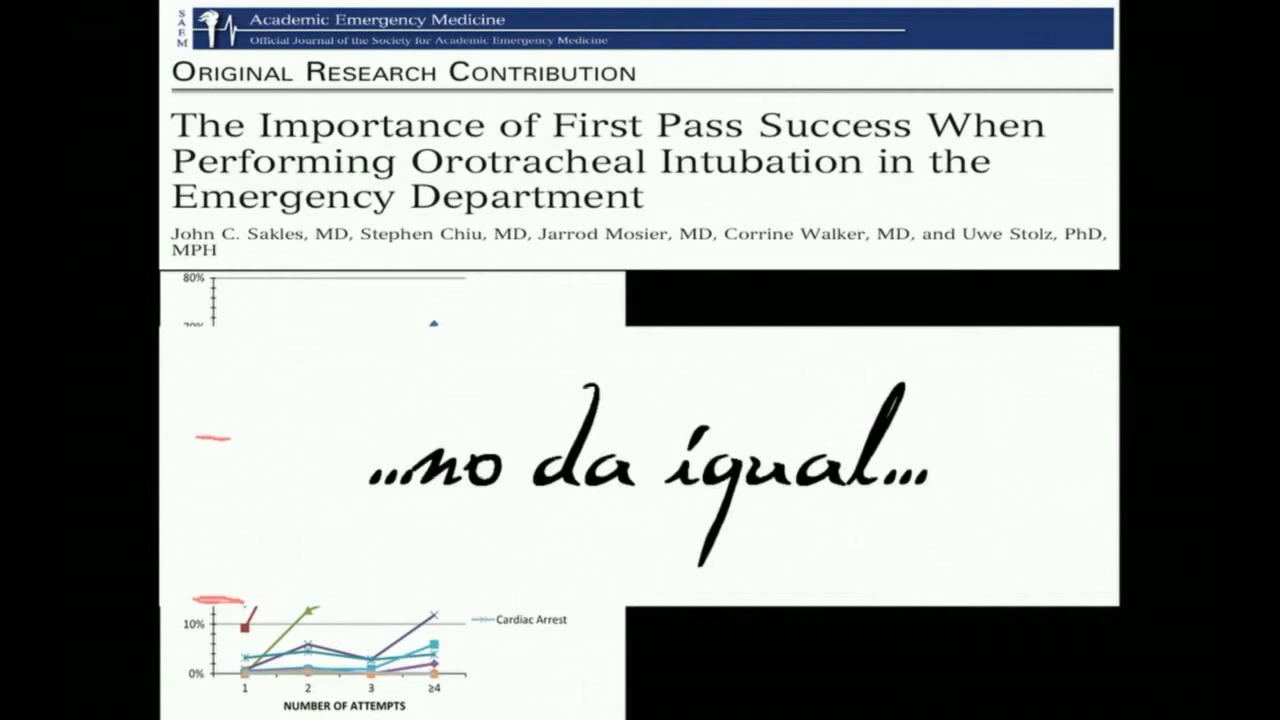 SAEM
Academic Emergency Medicine
Official Journal of the Society for Academic Emergency Medicine
ORIGINAL RESEARCH CONTRIBUTION
The Importance of First Pass Success When
Performing Orotracheal Intubation in the
Emergency Department
John C. Sakles, MD, Stephen Chiu, MD, Jarrod Mosier, MD, Corrine Walker, MD, and Uwe Stolz, PhD,
MPH
80%
...no da igual...
10%
Cardiac Arrest
0%
1 2 3 ≥4
NUMBER OF ATTEMPTS